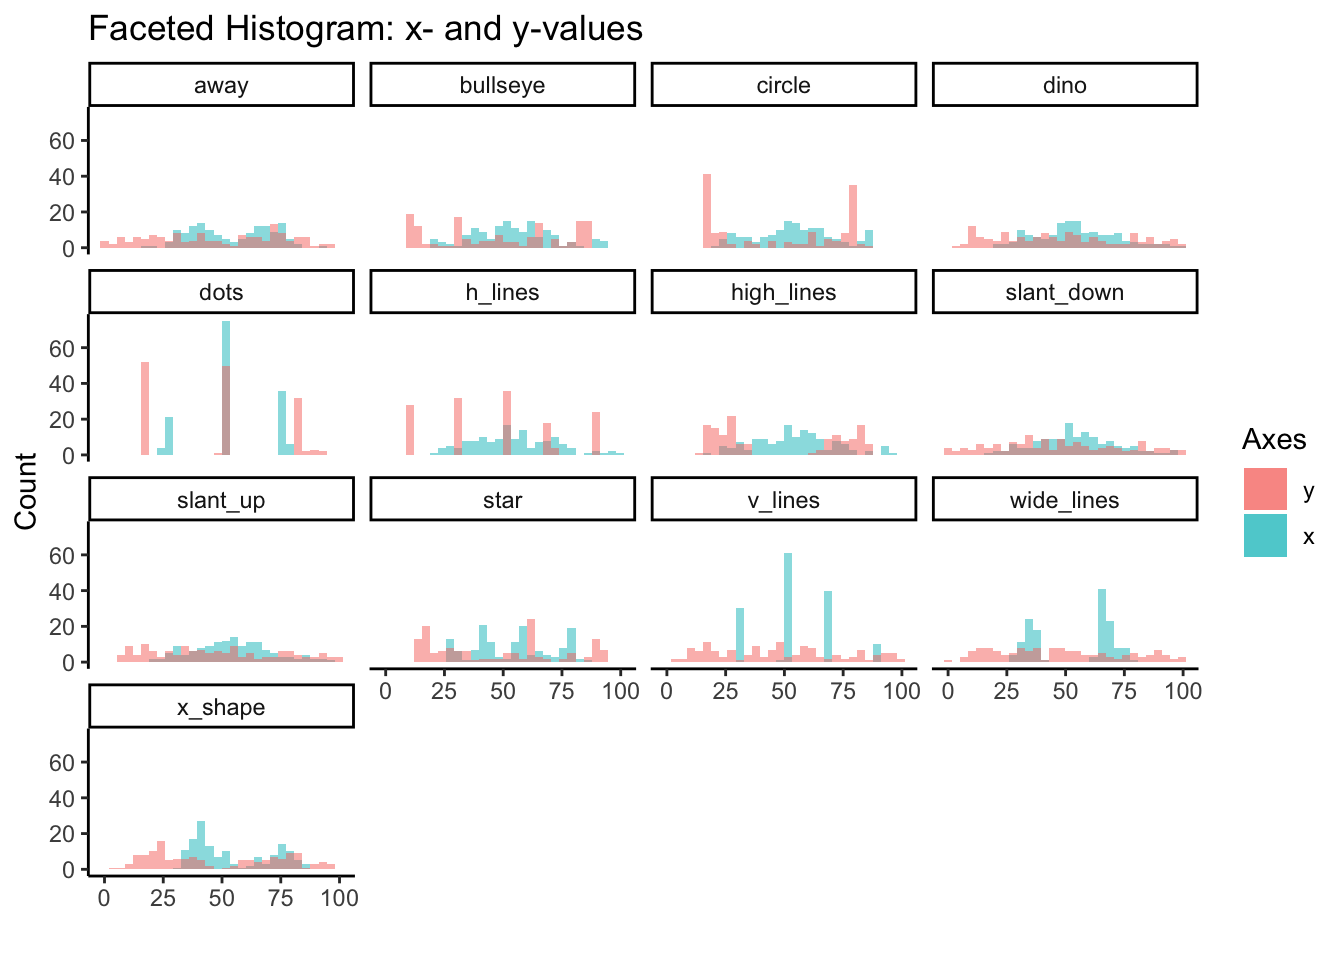 Faceted Histogram: x- and y-values
away bullseye circle dino
60
40
20
0
dots h_lines high_lines slant_down
60
40
20
0
slant_up star v_lines wide_lines
60
40
20
0
0 25 50 75 100 0 25 50 75 100 0 25 50 75 100
x_shape
60
40
20
0
0 25 50 75 100
Count
Axes
y
x